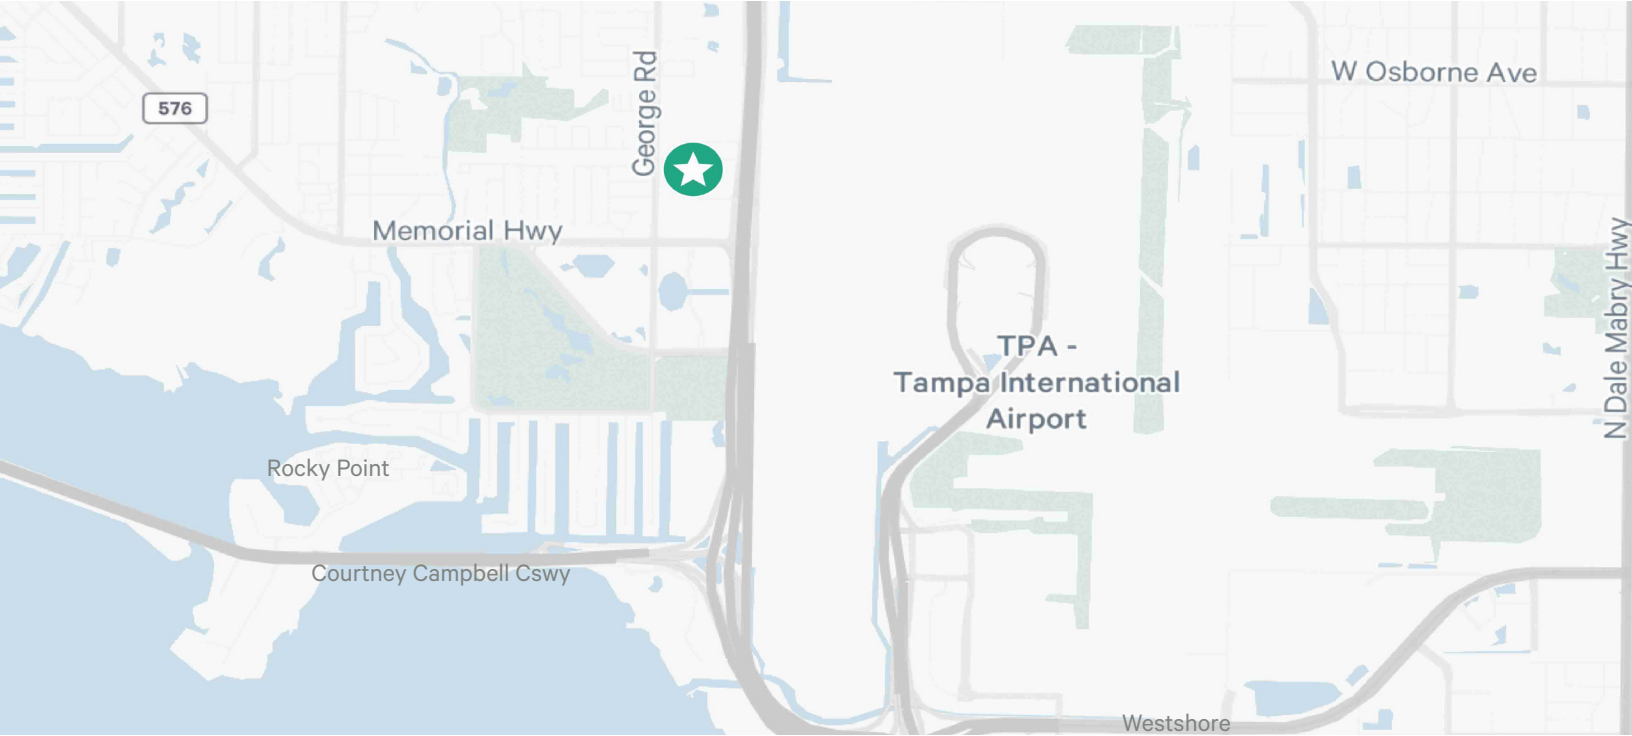 W Osborne Ave
576
George Rd
Memorial Hwy
N Dale Mabry Hwy
TPA -
Tampa International
Airport
Rocky Point
Courtney Campbell Cswy
Westshore